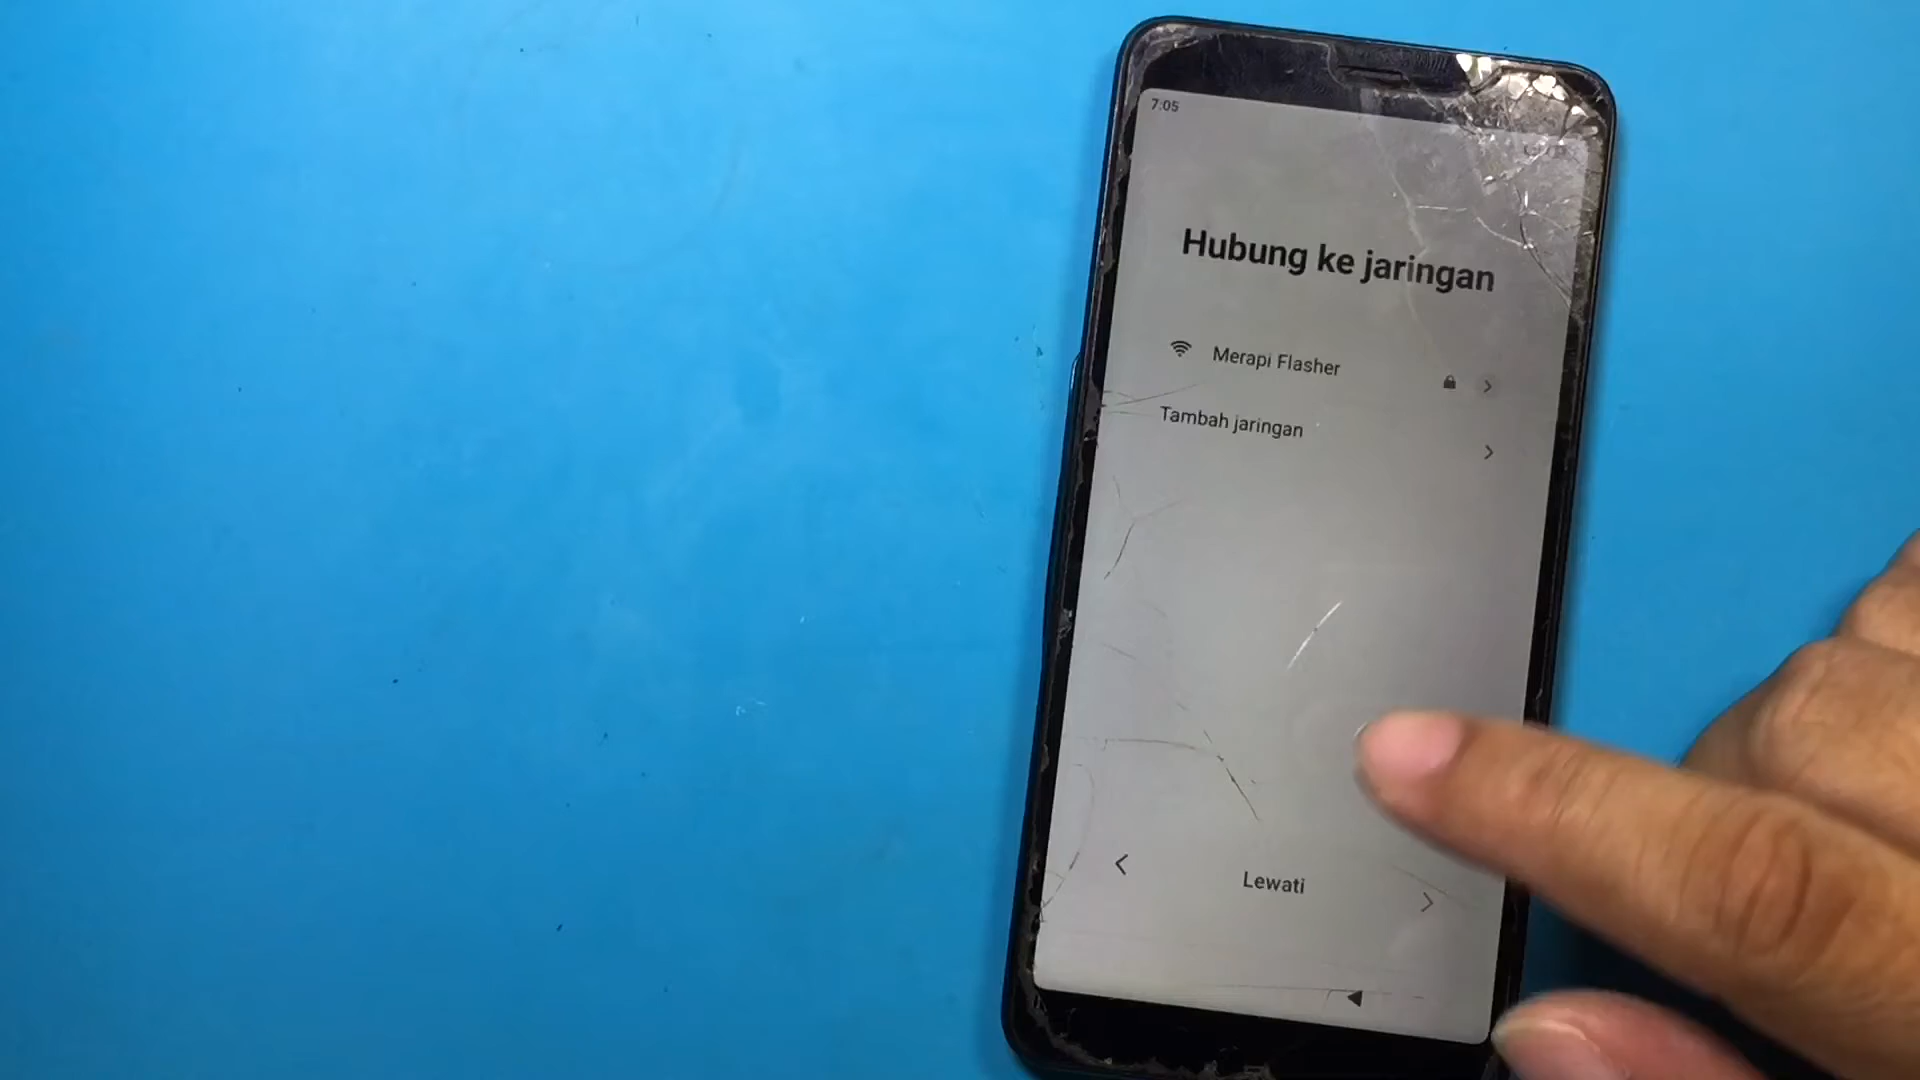 7:05
Hubung ke jaringan
Merapi Flasher
Tambah jaringan
Lewati